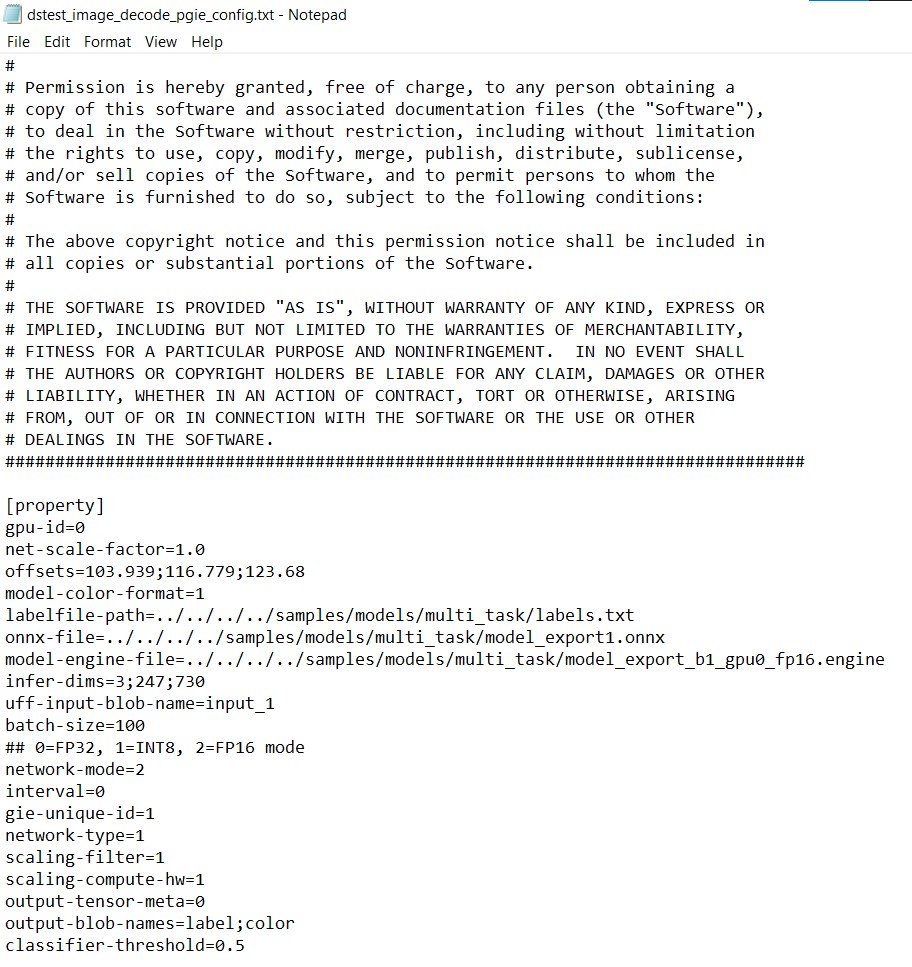 dstest_image_decode_pgie_config.txt - Notepad
File Edit Format View Help
#
# Permission is hereby granted, free of charge, to any person obtaining a
# copy of this software and associated documentation files (the "Software"),
# to deal in the Software without restriction, including without limitation
# the rights to use, copy, modify, merge, publish, distribute, sublicense,
# and/or sell copies of the Software, and to permit persons to whom the
# Software is furnished to do so, subject to the following conditions:
#
# The above copyright notice and this permission notice shall be included in
# all copies or substantial portions of the Software.
#
# THE SOFTWARE IS PROVIDED "AS IS", WITHOUT WARRANTY OF ANY KIND, EXPRESS OR
# IMPLIED, INCLUDING BUT NOT LIMITED TO THE WARRANTIES OF MERCHANTABILITY,
# FITNESS FOR A PARTICULAR PURPOSE AND NONINFRINGEMENT.  IN NO EVENT SHALL
# THE AUTHORS OR COPYRIGHT HOLDERS BE LIABLE FOR ANY CLAIM, DAMAGES OR OTHER
# LIABILITY, WHETHER IN AN ACTION OF CONTRACT, TORT OR OTHERWISE, ARISING
# FROM, OUT OF OR IN CONNECTION WITH THE SOFTWARE OR THE USE OR OTHER
# DEALINGS IN THE SOFTWARE.
################################################################################
[property]
gpu-id=0
net-scale-factor=1.0
offsets=103.939;116.779;123.68
model-color-format=1
labelfile-path=../../../../samples/models/multi_task/labels.txt
onnx-file=../../../../samples/models/multi_task/model_export1.onnx
model-engine-file=../../../../samples/models/multi_task/model_export_b1_gpu0_fp16.engine
infer-dims=3;247;730
uff-input-blob-name=input_1
batch-size=100
## 0=FP32, 1=INT8, 2=FP16 mode
network-mode=2
interval=0
gie-unique-id=1
network-type=1
scaling-filter=1
scaling-compute-hw=1
output-tensor-meta=0
output-blob-names=label;color
classifier-threshold=0.5